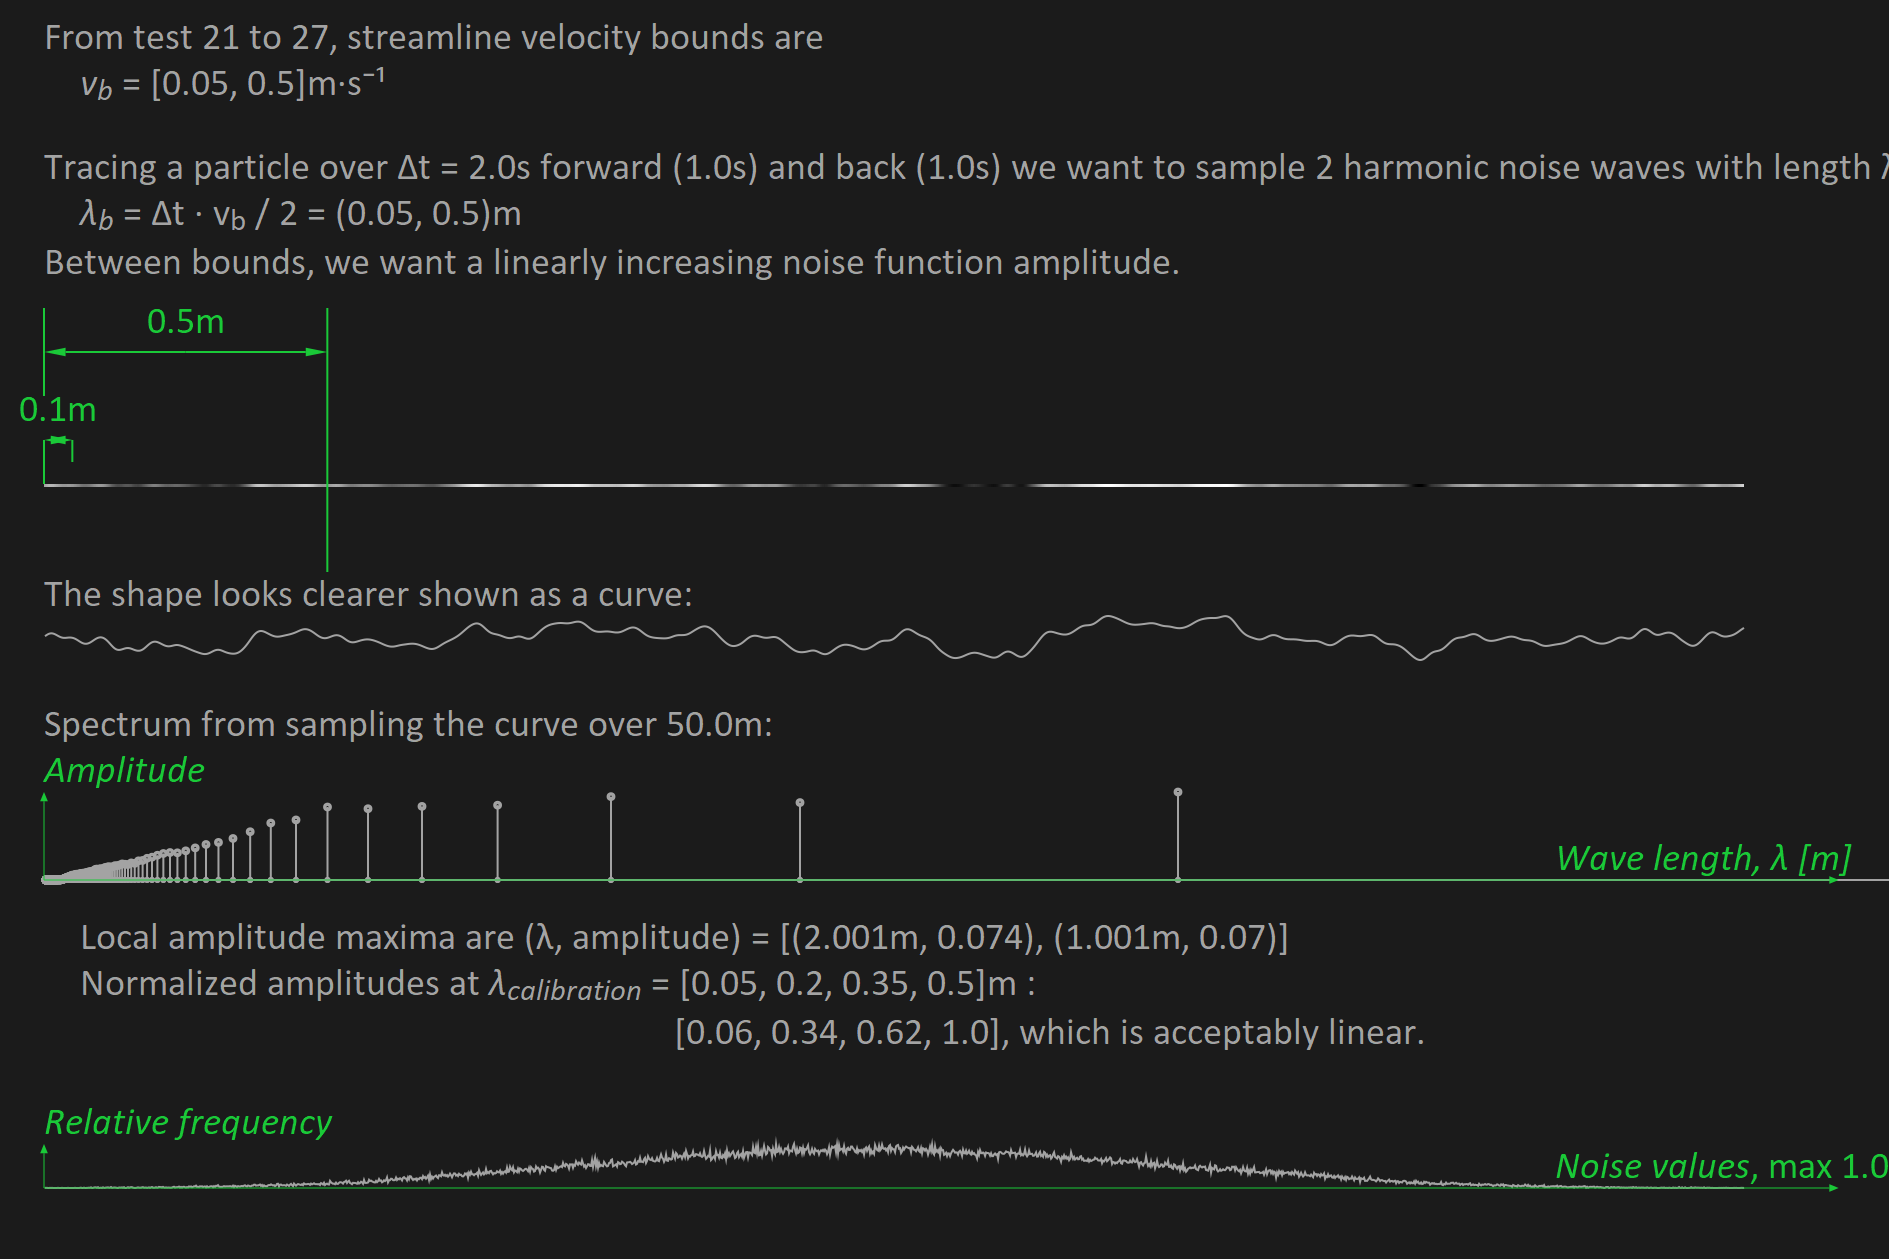 From test 21 to 27, streamline velocity bounds are
v_b = [0.05, 0.5]m·s⁻¹
Tracing a particle over Δt = 2.0s forward (1.0s) and back (1.0s) we want to sample 2 harmonic noise waves with length λ
λ_b = Δt · v_b / 2 = (0.05, 0.5)m
Between bounds, we want a linearly increasing noise function amplitude.
0.5m
0.1m
The shape looks clearer shown as a curve:
Spectrum from sampling the curve over 50.0m:
Amplitude
Wave length, λ [m]
Local amplitude maxima are (λ, amplitude) = [(2.001m, 0.074), (1.001m, 0.07)]
Normalized amplitudes at λ_calibration = [0.05, 0.2, 0.35, 0.5]m :
[0.06, 0.34, 0.62, 1.0], which is acceptably linear.
Relative frequency
Noise values, max 1.0